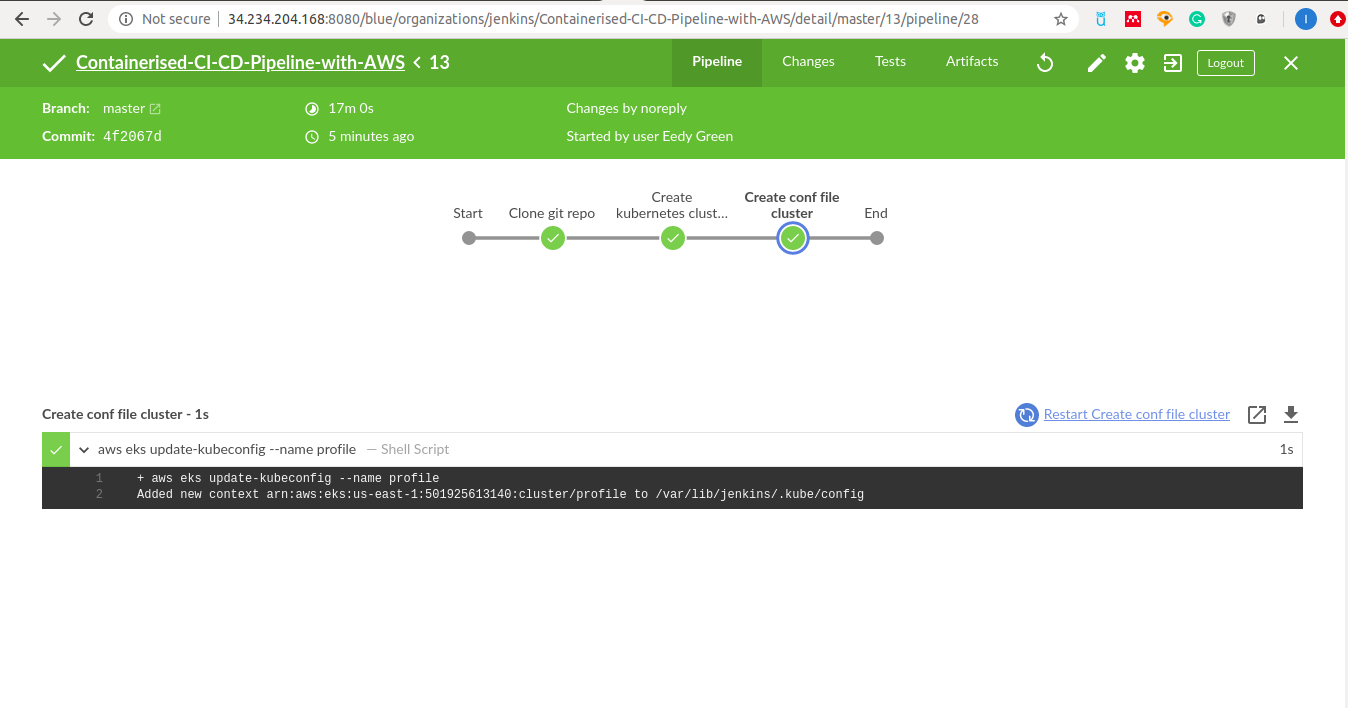 Not secure 34.234.204.168:8080/blue/organizations/jenkins/Containerised-CI-CD-Pipeline-with-AWS/detail/master/13/pipeline/28
Containerised-CI-CD-Pipeline-with-AWS < 13 Pipeline Changes Tests Artifacts Logout
Branch: master 17m 0s Changes by noreply
Commit: 4f2067d 5 minutes ago Started by user Eedy Green
Start Clone git repo Create kubernetes clust... Create conf file cluster End
Create conf file cluster - 1s Restart Create conf file cluster
aws eks update-kubeconfig --name profile — Shell Script 1s
1 + aws eks update-kubeconfig --name profile
2 Added new context arn:aws:eks:us-east-1:501925613140:cluster/profile to /var/lib/jenkins/.kube/config